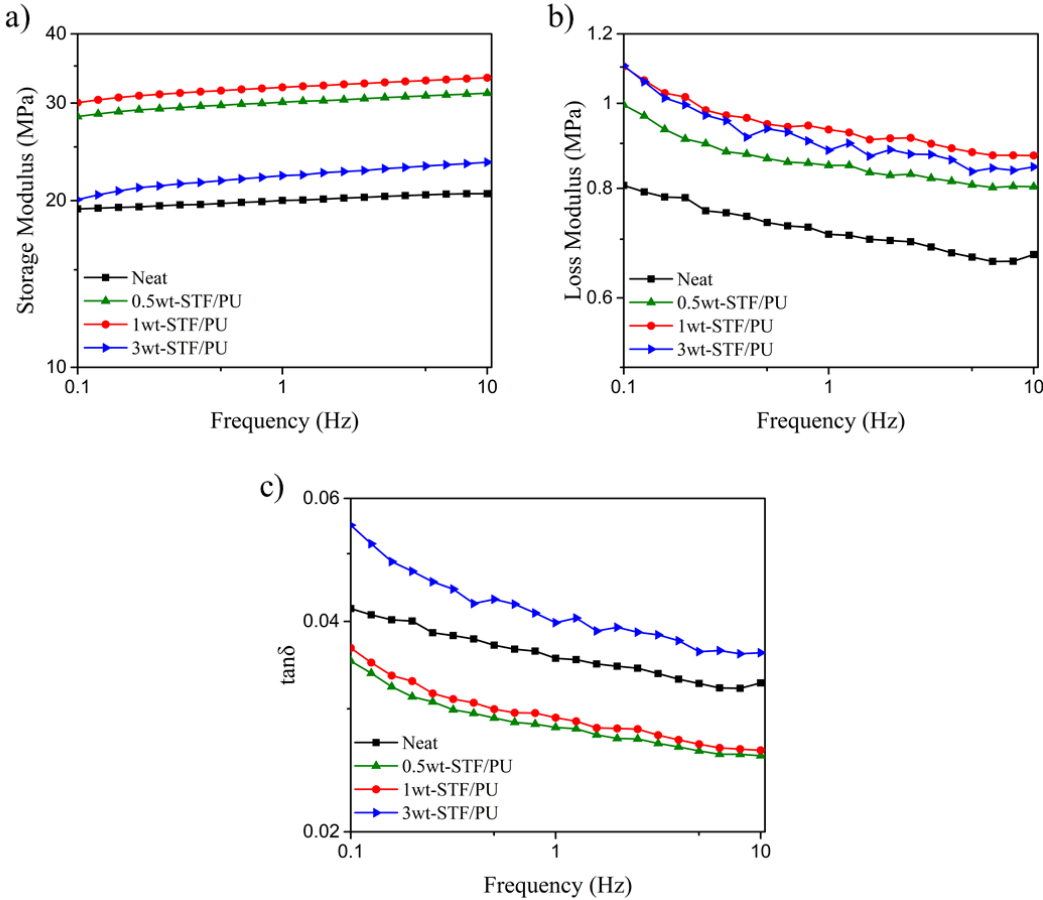 a)
40
30
20
10
Storage Modulus (MPa)
Neat
0.5wt-STF/PU
1wt-STF/PU
3wt-STF/PU
0.1
1
10
Frequency (Hz)
b)
1.2
1
0.8
0.6
Loss Modulus (MPa)
Neat
0.5wt-STF/PU
1wt-STF/PU
3wt-STF/PU
0.1
1
10
Frequency (Hz)
c)
0.06
0.04
0.02
tanδ
Neat
0.5wt-STF/PU
1wt-STF/PU
3wt-STF/PU
0.1
1
10
Frequency (Hz)